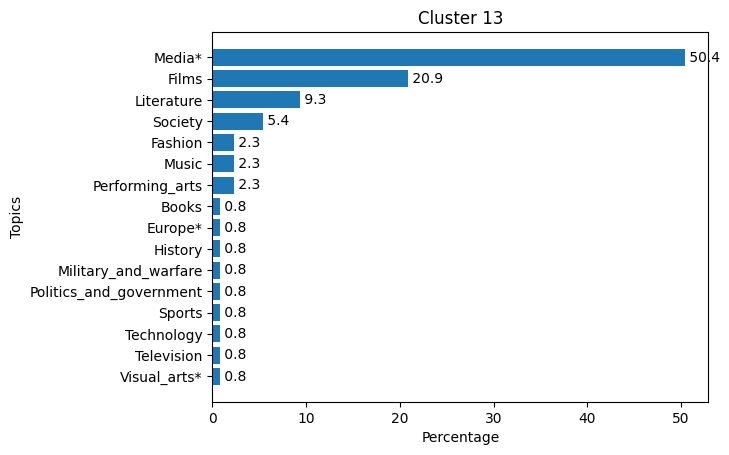 Cluster 13
Topics
Media* 50.4
Films 20.9
Literature 9.3
Society 5.4
Fashion 2.3
Music 2.3
Performing_arts 2.3
Books 0.8
Europe* 0.8
History 0.8
Military_and_warfare 0.8
Politics_and_government 0.8
Sports 0.8
Technology 0.8
Television 0.8
Visual_arts* 0.8
0 10 20 30 40 50
Percentage